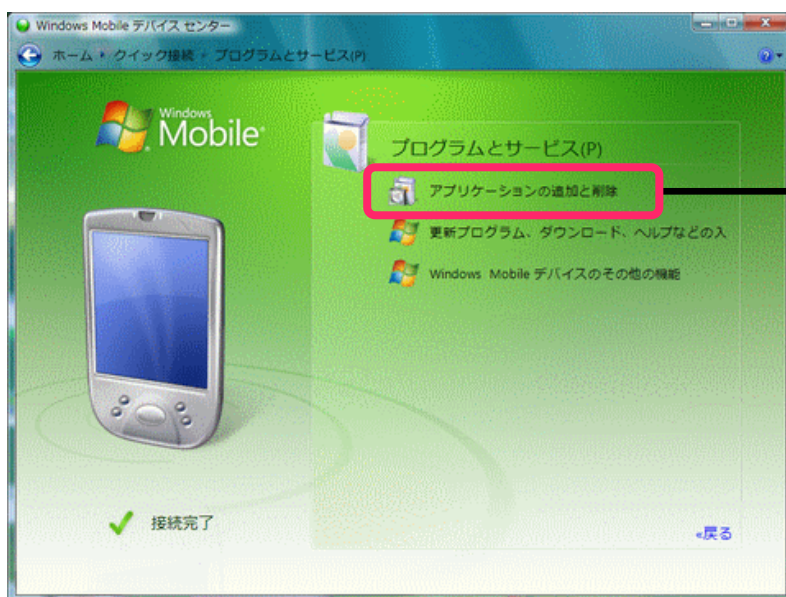 Windows Mobile デバイス センター
ホーム ▸ クイック接続 ▸ プログラムとサービス(P)
Windows
Mobile
プログラムとサービス(P)
アプリケーションの追加と削除
更新プログラム、ダウンロード、ヘルプなどの入
Windows Mobile デバイスのその他の機能
接続完了
«戻る